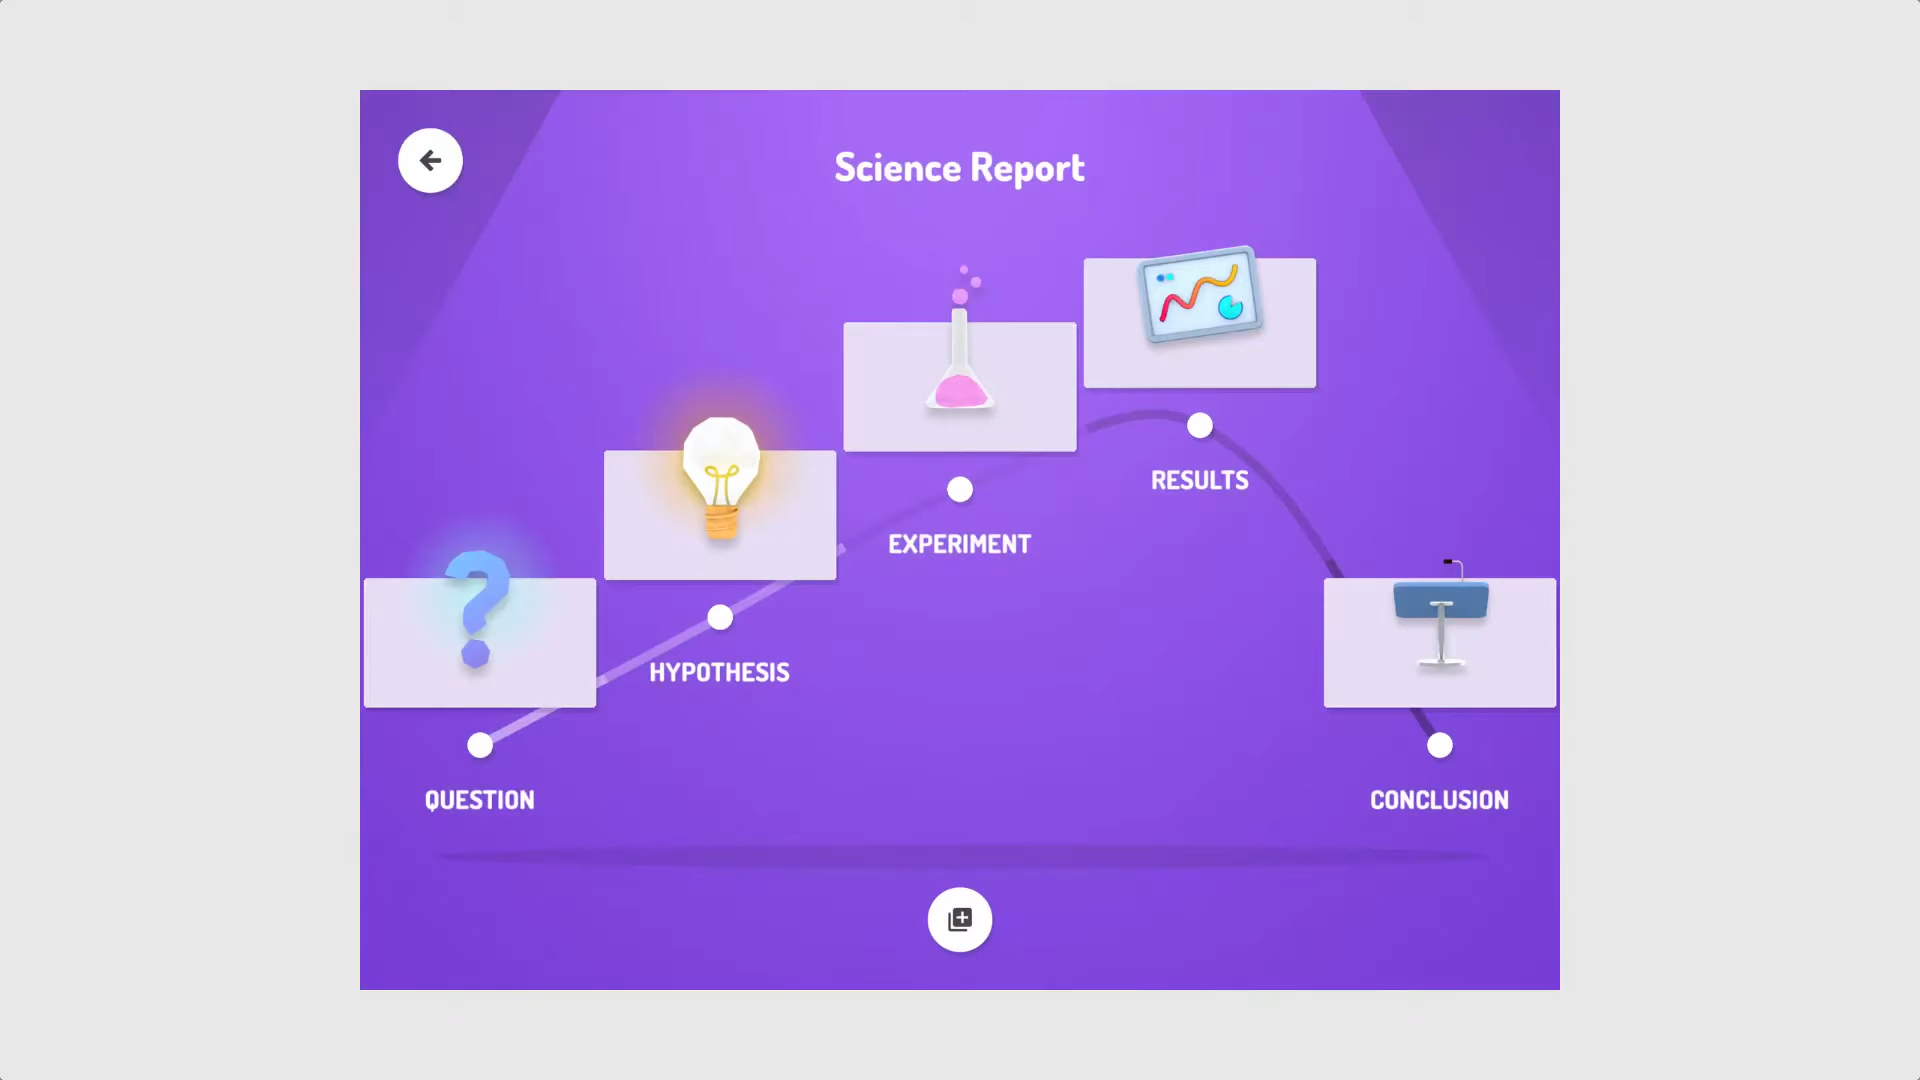 Science Report
QUESTION
HYPOTHESIS
EXPERIMENT
RESULTS
CONCLUSION